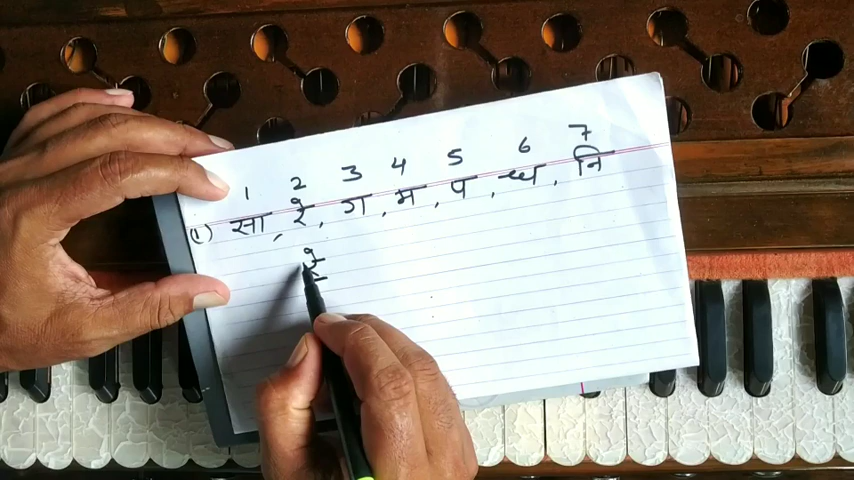 1 2 3 4 5 6 7
(1) सा, रे, ग, म, प, ध, नि
रे